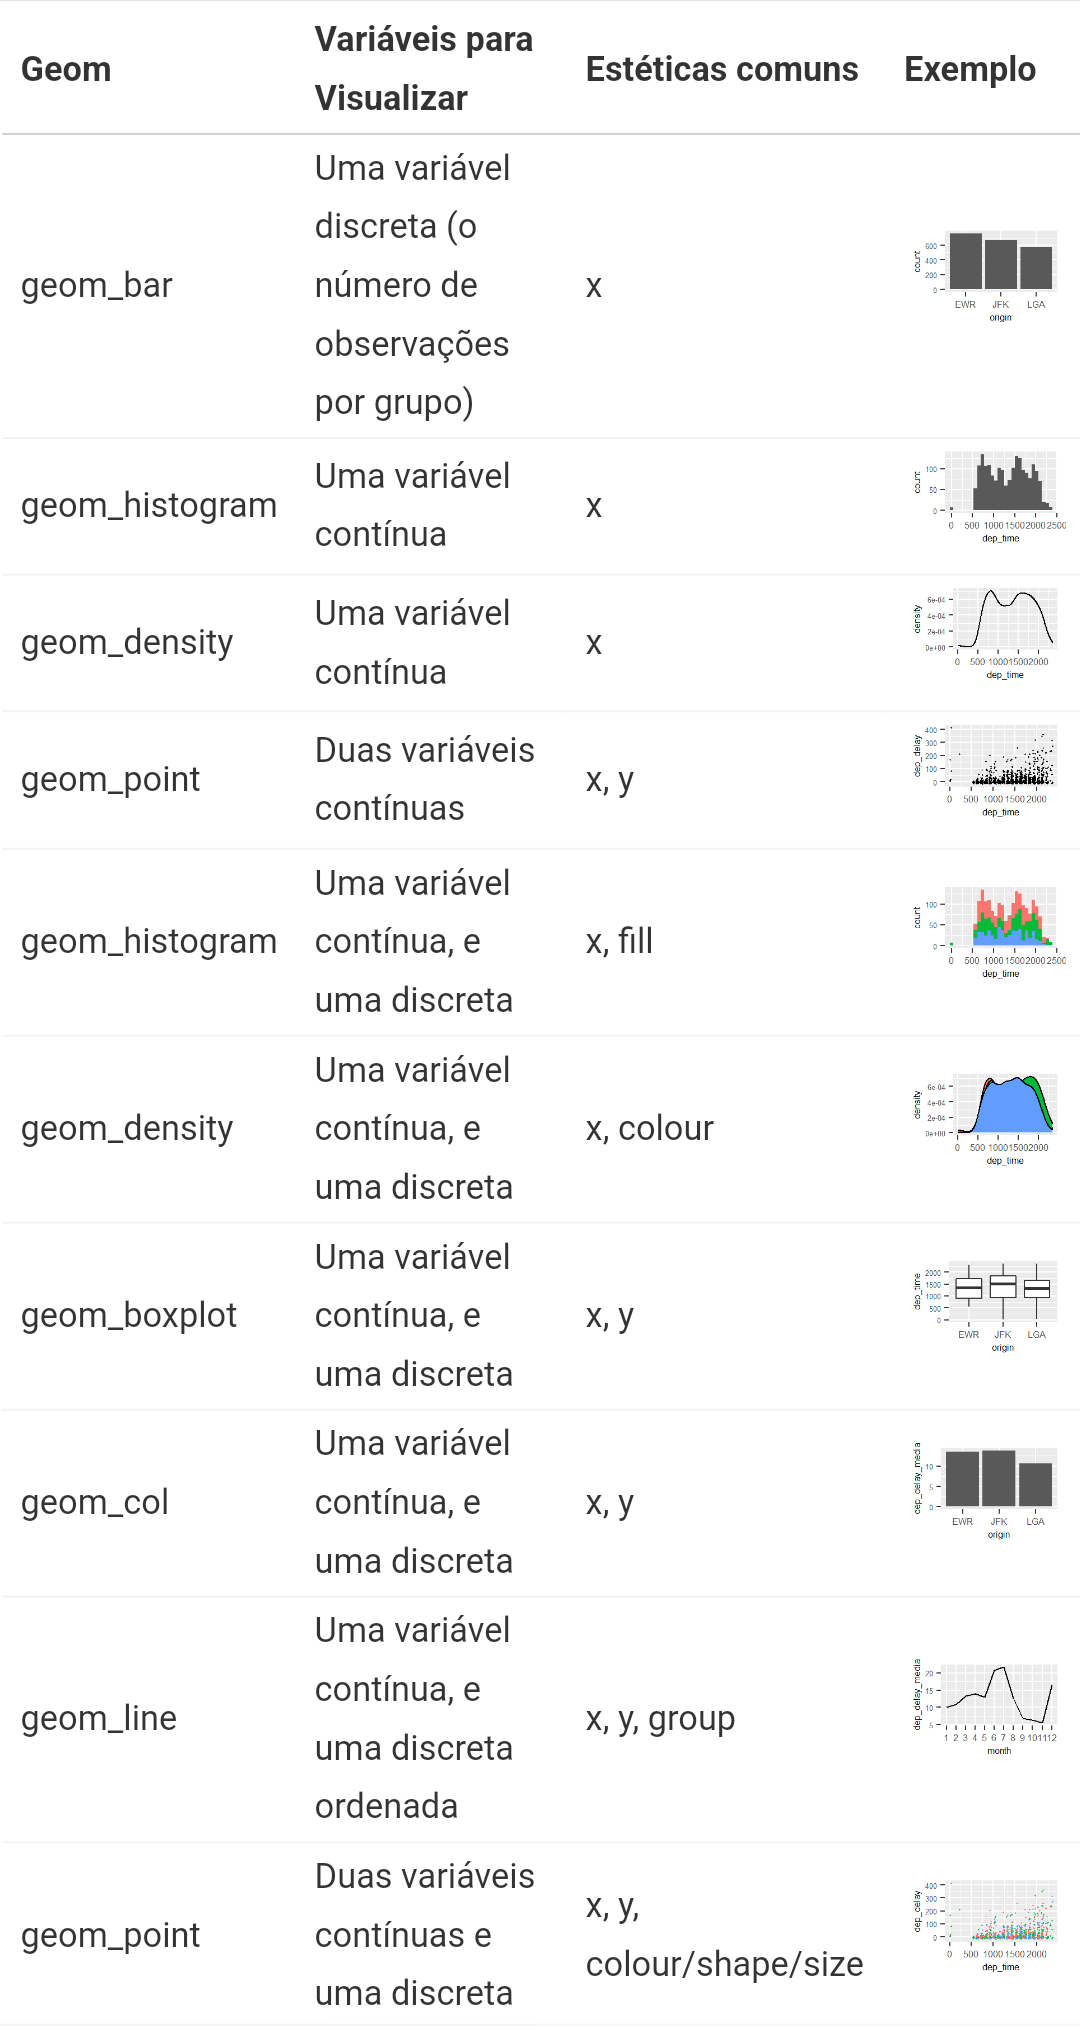 Geom
Variáveis para
Visualizar
Estéticas comuns
Exemplo
geom_bar
Uma variável
discreta (o
número de
observações
por grupo)
x
count
600
400
200
0
EWR JFK LGA
origin
geom_histogram
Uma variável
contínua
x
count
100
50
0
0 500 1000 1500 2000 2500
dep_time
geom_density
Uma variável
contínua
x
density
6e-04
4e-04
2e-04
0e+00
0 500 1000 1500 2000
dep_time
geom_point
Duas variáveis
contínuas
x, y
dep_delay
400
300
200
100
0
0 500 1000 1500 2000
dep_time
geom_histogram
Uma variável
contínua, e
uma discreta
x, fill
count
100
50
0
0 500 1000 1500 2000 2500
dep_time
geom_density
Uma variável
contínua, e
uma discreta
x, colour
density
6e-04
4e-04
2e-04
0e+00
0 500 1000 1500 2000
dep_time
geom_boxplot
Uma variável
contínua, e
uma discreta
x, y
dep_time
2000
1500
1000
500
0
EWR JFK LGA
origin
geom_col
Uma variável
contínua, e
uma discreta
x, y
dep_delay_media
10
5
0
EWR JFK LGA
origin
geom_line
Uma variável
contínua, e
uma discreta
ordenada
x, y, group
dep_delay_media
20
15
10
5
1 2 3 4 5 6 7 8 9 10 11 12
month
geom_point
Duas variáveis
contínuas e
uma discreta
x, y,
colour/shape/size
dep_delay
400
300
200
100
0
0 500 1000 1500 2000
dep_time